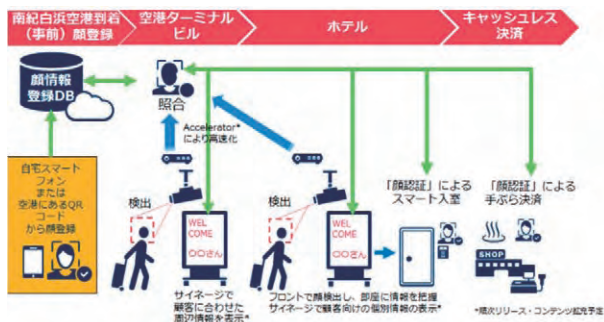 南紀白浜空港到着
（事前）顔登録
空港ターミナル
ビル
ホテル
キャッシュレス
決済
顔情報
登録DB
照合
Accelerator*
により高速化
自宅スマート
フォン
または
空港にあるQR
コード
から顔登録
検出
WEL
COME
〇〇さん
サイネージで
顧客に合わせた
周辺情報を表示*
検出
WEL
COME
〇〇さん
フロントで顔検出し、即座に情報を把握
サイネージで顧客向けの個別情報の表示*
「顔認証」による
スマート入室
「顔認証」による
手ぶら決済
SHOP
*順次リリース・コンテンツ拡充予定